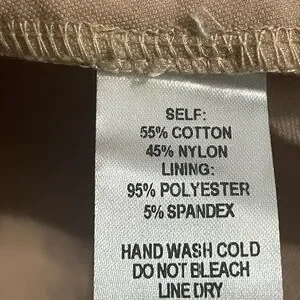 SELF:
55% COTTON
45% NYLON
LINING:
95% POLYESTER
5% SPANDEX
HAND WASH COLD
DO NOT BLEACH
LINE DRY